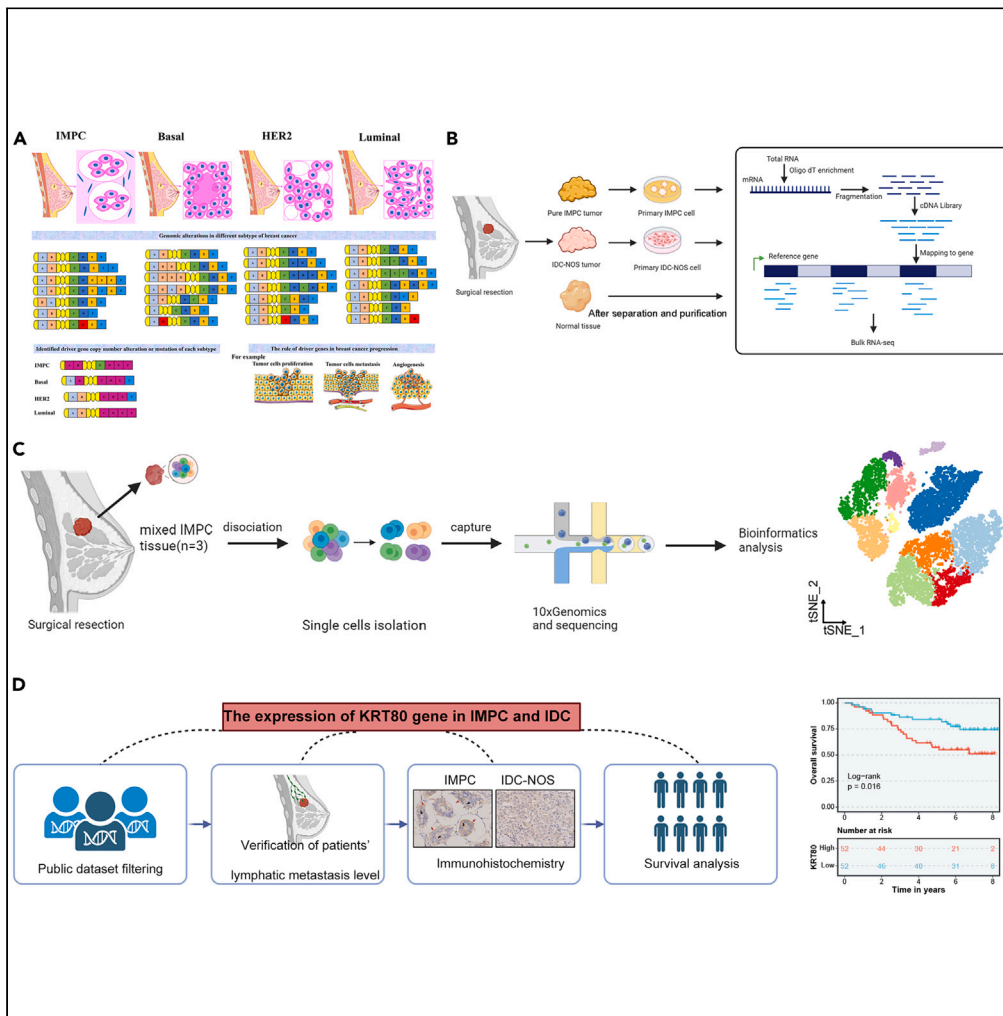 A
IMPC
Basal
HER2
Luminal
Genomic alterations in different subtype of breast cancer
Identified driver gene copy number alteration or mutation of each subtype
The role of driver genes in breast cancer progression
For example
IMPC
Basal
HER2
Luminal
Tumor cells proliferation
Tumor cells metastasis
Angiogenesis
B
Surgical resection
Pure IMPC tumor
Primary IMPC cell
IDC-NOS tumor
Primary IDC-NOS cell
Normal tissue
After separation and purification
Total RNA
Oligo dT enrichment
mRNA
Fragmentation
cDNA Library
Mapping to gene
Reference gene
Bulk RNA-seq
C
Surgical resection
mixed IMPC
tissue(n=3)
disociation
Single cells isolation
capture
10xGenomics
and sequencing
Bioinformatics
analysis
tSNE_2
tSNE_1
D
The expression of KRT80 gene in IMPC and IDC
Public dataset filtering
Verification of patients'
lymphatic metastasis level
IMPC
IDC-NOS
Immunohistochemistry
Survival analysis
Overall survival
1.00
0.75
0.50
0.25
0.00
Log-rank
p = 0.016
Number at risk
KRT80
High 52 44 30 21 2
Low 52 46 40 31 8
0 2 4 6 8
Time in years